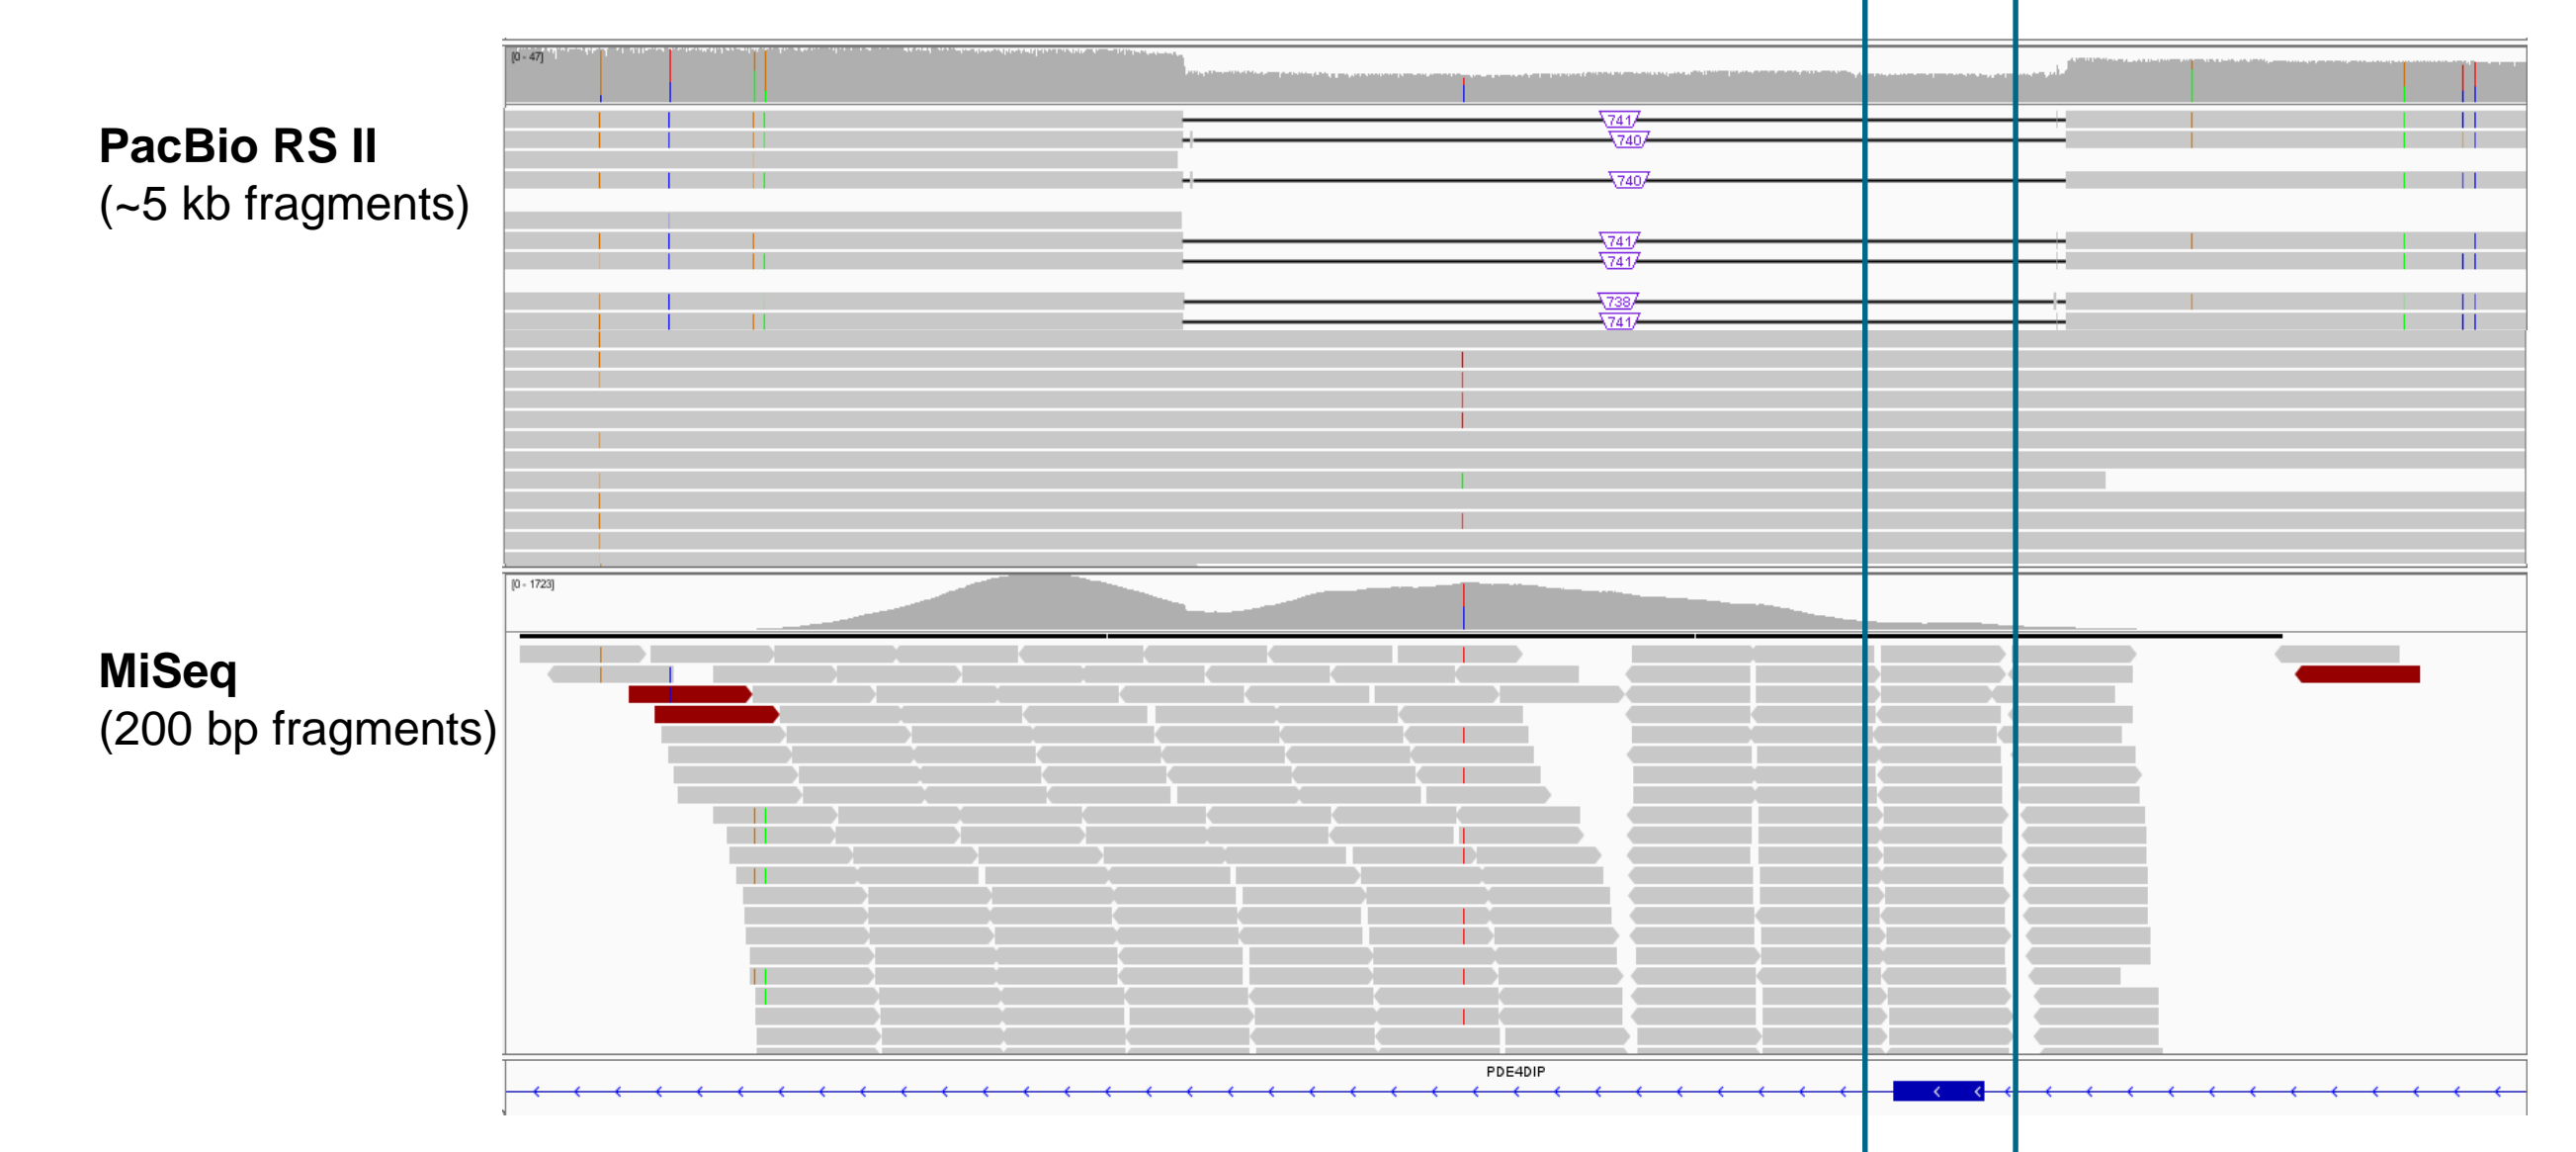 [0 - 47]
PacBio RS II
(~5 kb fragments)
741
740
740
741
741
738
741
[0 - 1723]
MiSeq
(200 bp fragments)
PDE4DIP